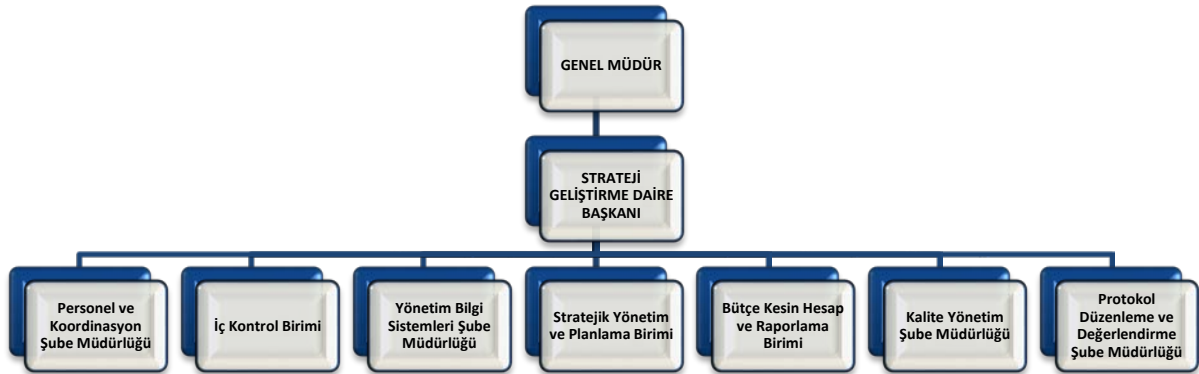 GENEL MÜDÜR
STRATEJİ
GELİŞTİRME DAİRE
BAŞKANI
Personel ve
Koordinasyon
Şube Müdürlüğü
İç Kontrol Birimi
Yönetim Bilgi
Sistemleri Şube
Müdürlüğü
Stratejik Yönetim
ve Planlama Birimi
Bütçe Kesin Hesap
ve Raporlama
Birimi
Kalite Yönetim
Şube Müdürlüğü
Protokol
Düzenleme ve
Değerlendirme
Şube Müdürlüğü